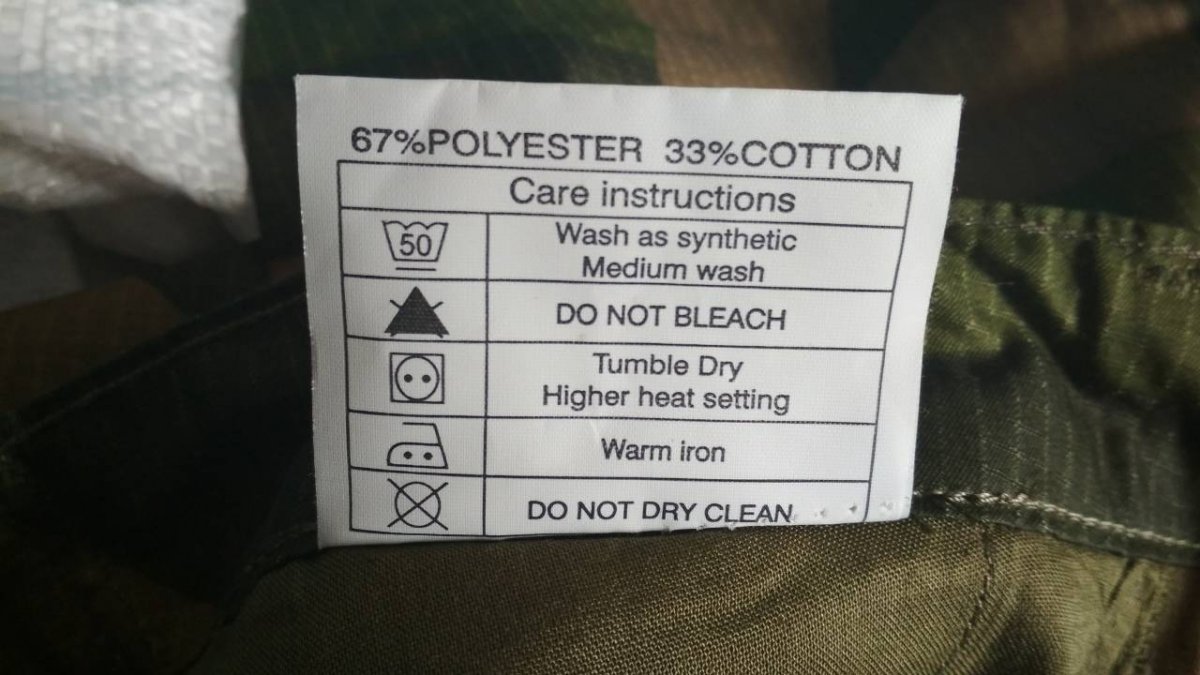 67%POLYESTER 33%COTTON
Care instructions
50
Wash as synthetic
Medium wash
DO NOT BLEACH
Tumble Dry
Higher heat setting
Warm iron
DO NOT DRY CLEAN